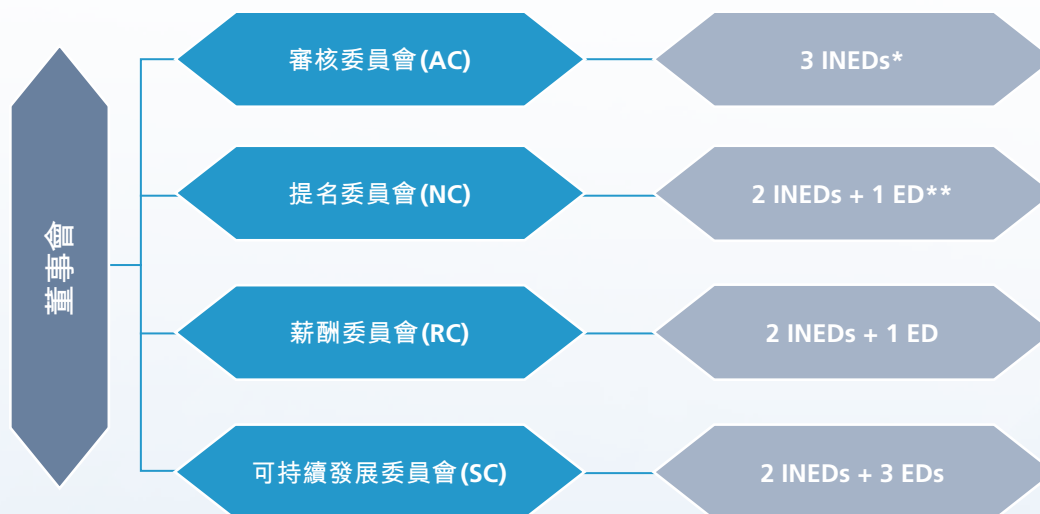 董事會
審核委員會(AC)
3 INEDs*
提名委員會(NC)
2 INEDs + 1 ED**
薪酬委員會(RC)
2 INEDs + 1 ED
可持續發展委員會(SC)
2 INEDs + 3 EDs